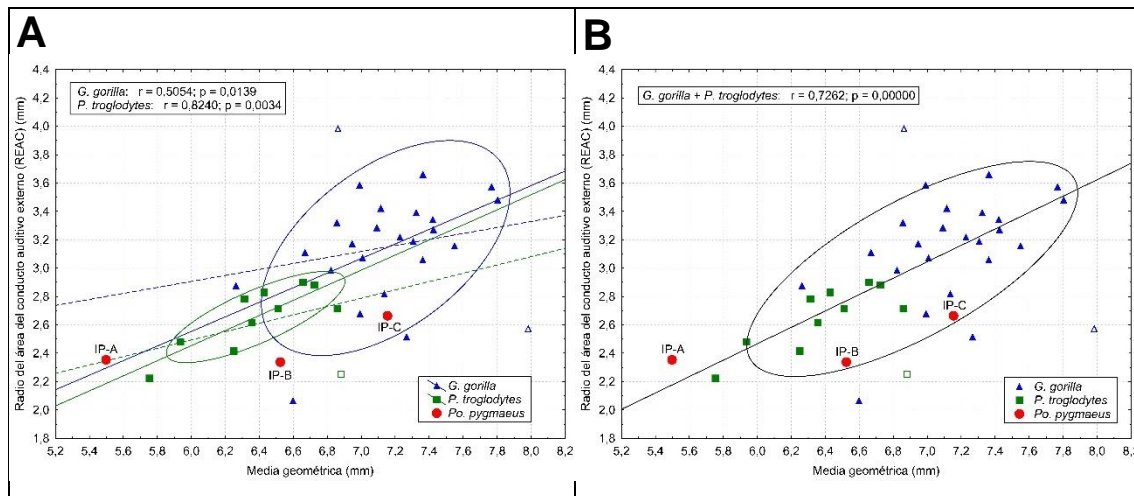 A
G. gorilla: r = 0,5054; p = 0,0139
P. troglodytes: r = 0,8240; p = 0,0034
Radio del área del conducto auditivo externo (REAC) (mm)
4,4
4,2
4,0
3,8
3,6
3,4
3,2
3,0
2,8
2,6
2,4
2,2
2,0
1,8
IP-A
IP-B
IP-C
G. gorilla
P. troglodytes
Po. pygmaeus
5,2 5,4 5,6 5,8 6,0 6,2 6,4 6,6 6,8 7,0 7,2 7,4 7,6 7,8 8,0 8,2
Media geométrica (mm)
B
G. gorilla + P. troglodytes: r = 0,7262; p = 0,00000
Radio del área del conducto auditivo externo (REAC) (mm)
4,4
4,2
4,0
3,8
3,6
3,4
3,2
3,0
2,8
2,6
2,4
2,2
2,0
1,8
IP-A
IP-B
IP-C
G. gorilla
P. troglodytes
Po. pygmaeus
5,2 5,4 5,6 5,8 6,0 6,2 6,4 6,6 6,8 7,0 7,2 7,4 7,6 7,8 8,0 8,2
Media geométrica (mm)